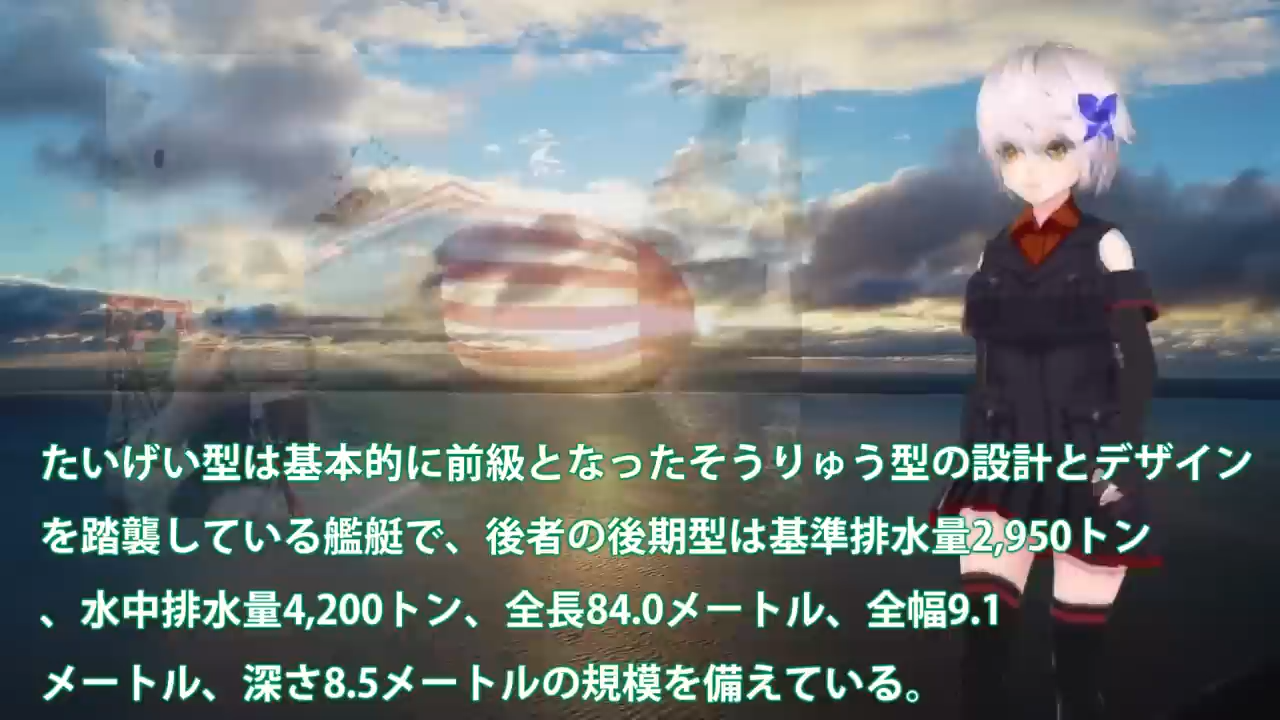 たいげい型は基本的に前級となったそうりゅう型の設計とデザイン
を踏襲している艦艇で、後者の後期型は基準排水量2,950トン
、水中排水量4,200トン、全長84.0メートル、全幅9.1
メートル、深さ8.5メートルの規模を備えている。